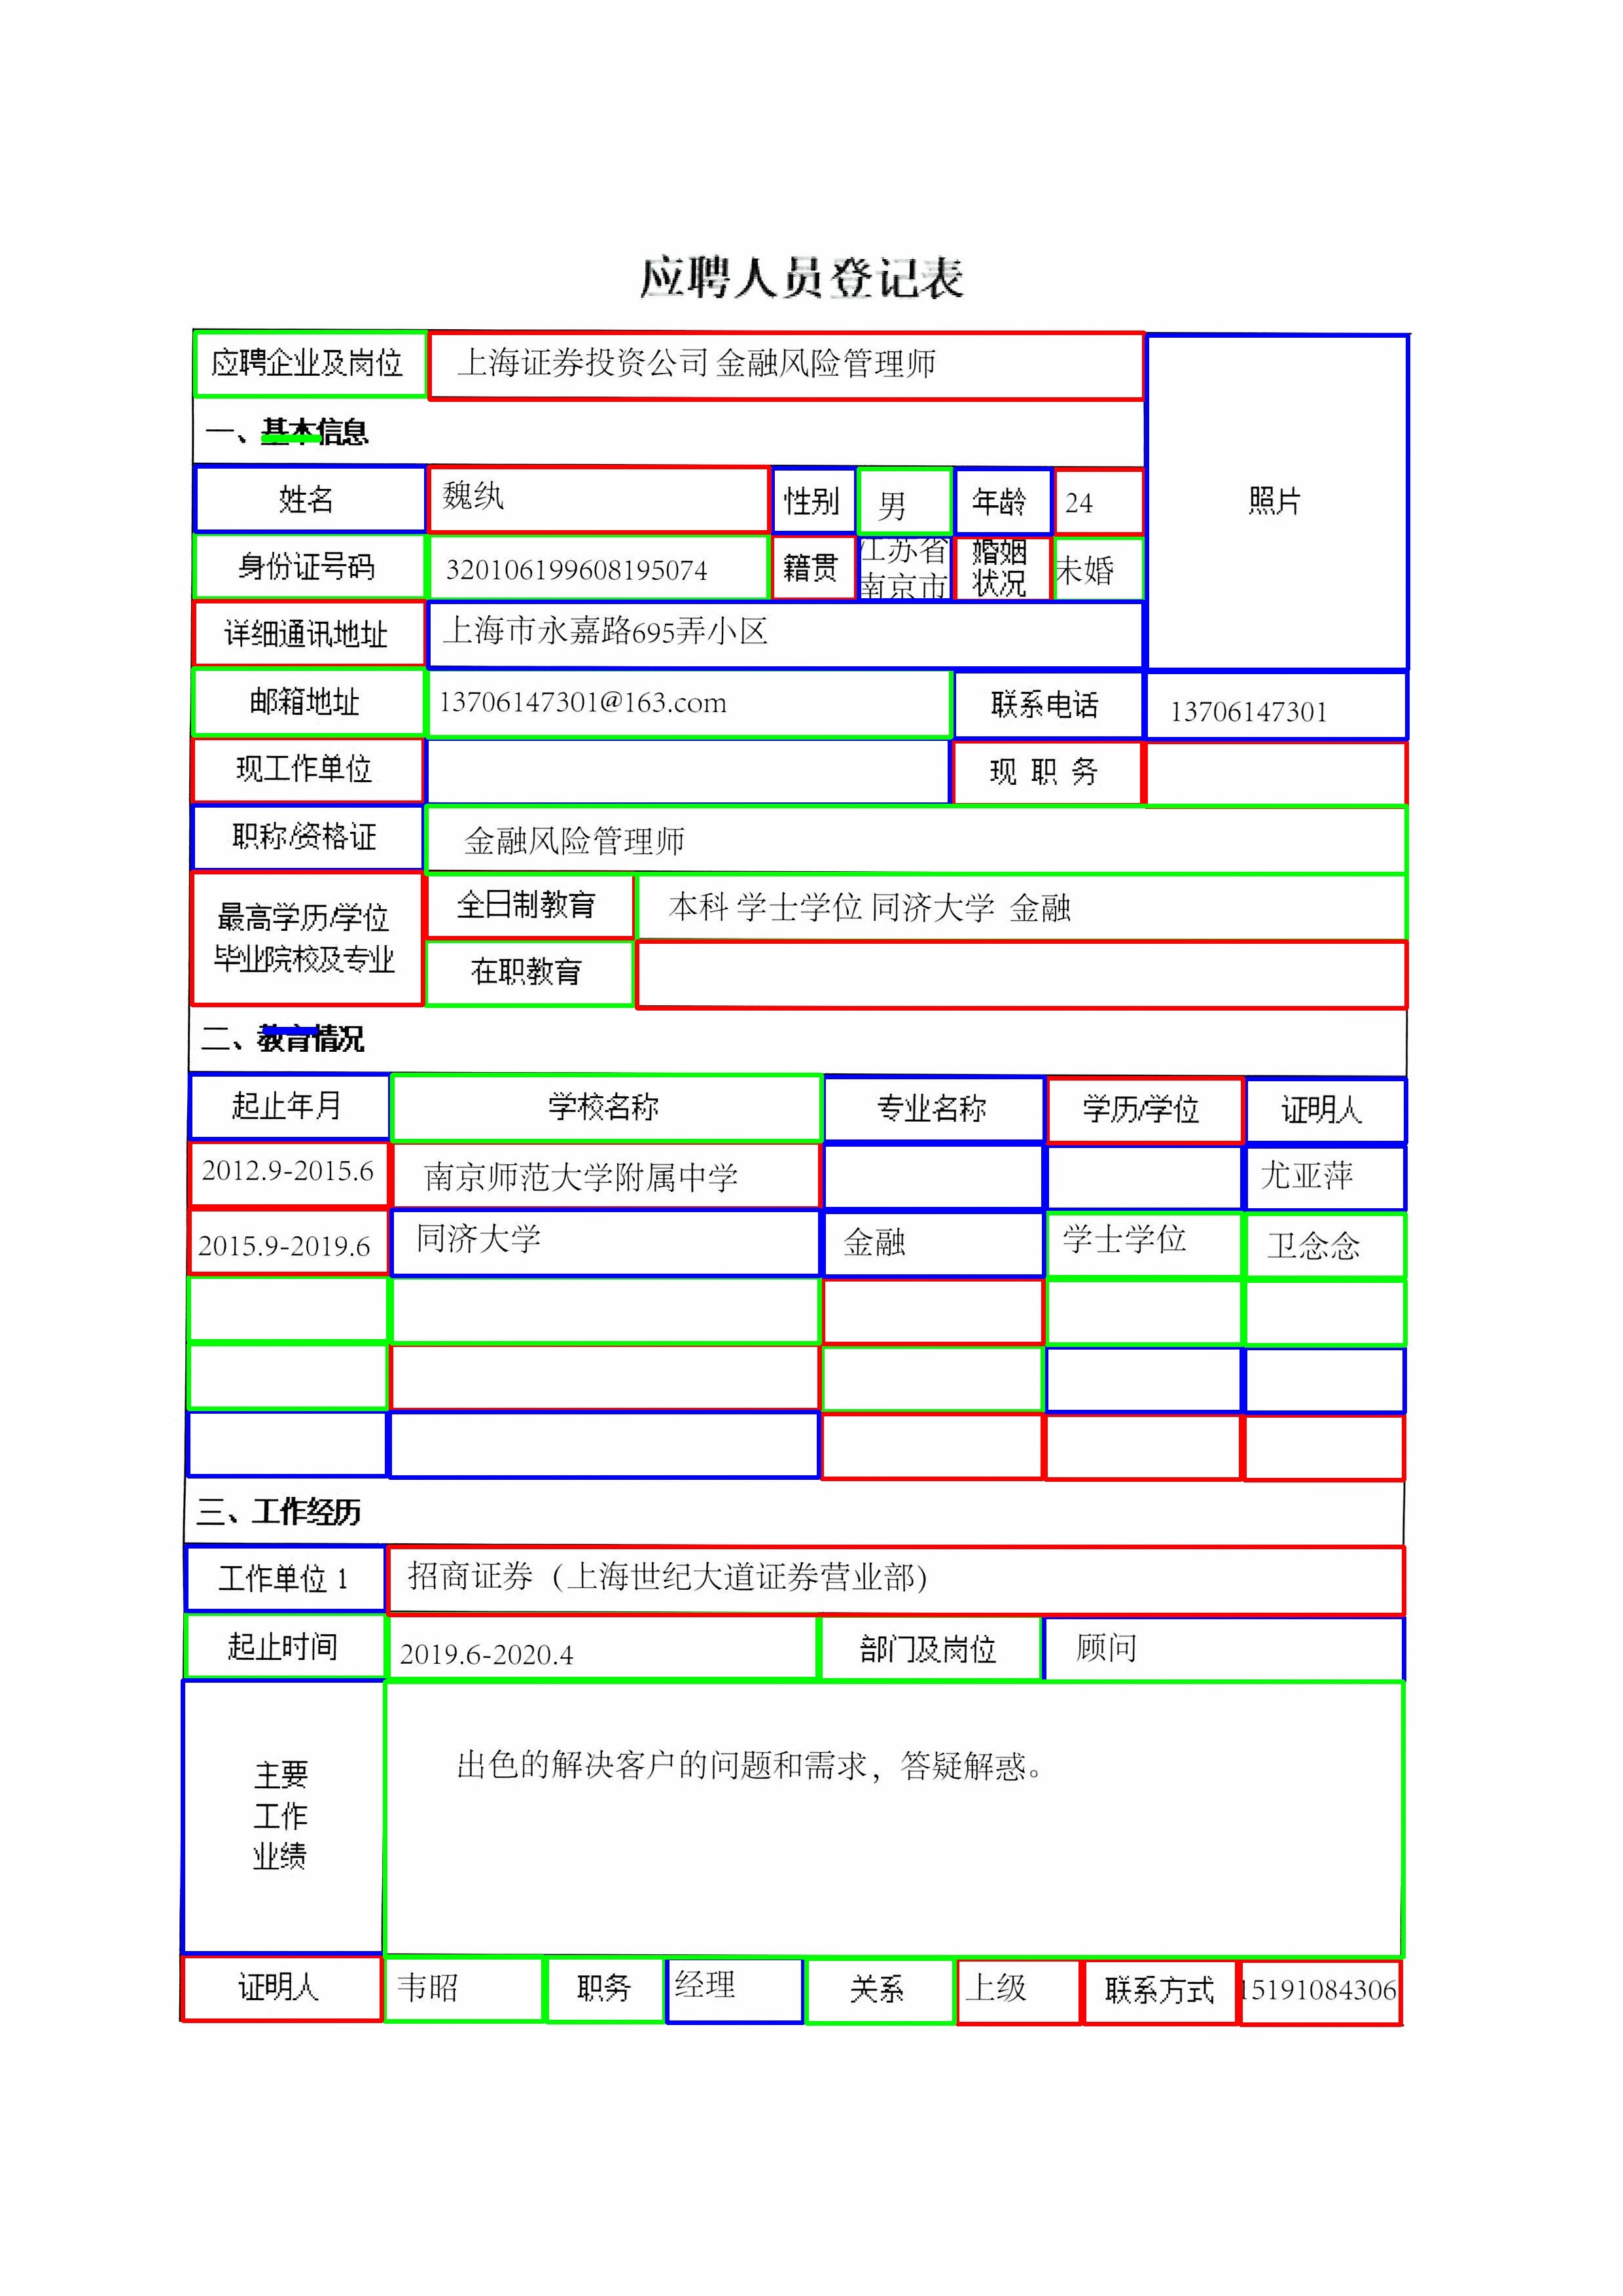 应聘人员登记表
应聘企业及岗位 上海证券投资公司 金融风险管理师
一、基本信息
照片
姓名 魏纨 性别 男 年龄 24
身份证号码 320106199608195074 籍贯 江苏省南京市 婚姻状况 未婚
详细通讯地址 上海市永嘉路695弄小区
邮箱地址 13706147301@163.com 联系电话 13706147301
现工作单位 现 职 务
职称/资格证 金融风险管理师
最高学历/学位
毕业院校及专业
全日制教育 本科 学士学位 同济大学 金融
在职教育
二、教育情况
起止年月 学校名称 专业名称 学历/学位 证明人
2012.9-2015.6 南京师范大学附属中学 尤亚萍
2015.9-2019.6 同济大学 金融 学士学位 卫念念
三、工作经历
工作单位 1 招商证券（上海世纪大道证券营业部）
起止时间 2019.6-2020.4 部门及岗位 顾问
主要
工作
业绩
出色的解决客户的问题和需求，答疑解惑。
证明人 韦昭 职务 经理 关系 上级 联系方式 15191084306